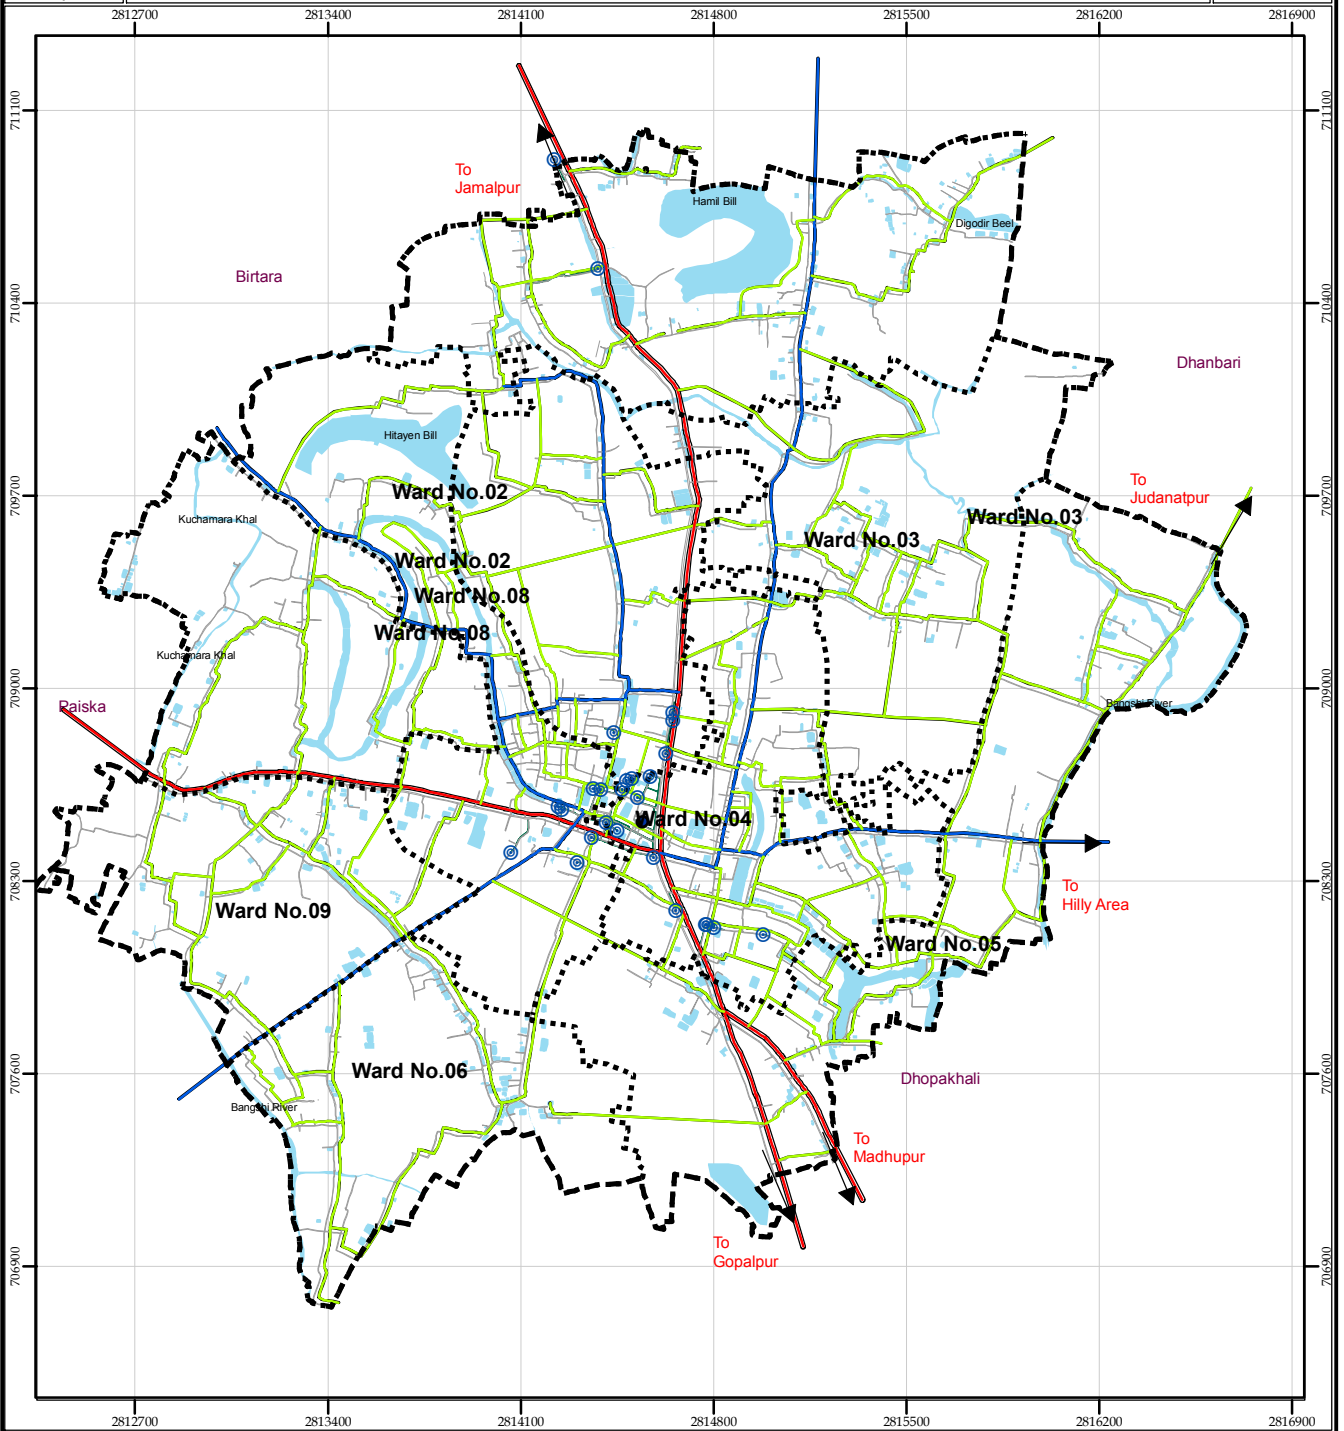 2812700 2813400 2814100 2814800 2815500 2816200 2816900
711100 711100
To
Jamalpur
Hamil Bill
Digodir Beel
Birtara
710400 710400
Dhanbari
Hitayen Bill
To
Judanatpur
709700 709700
Ward No.02
Kuchamara Khal
Ward No.03
Ward No.03
Ward No.02
Ward No.08
Ward No.08
Kuchamara Khal
709000 709000
Paiska
Bangshi River
Ward No.04
708300 708300
To
Hilly Area
Ward No.09
Ward No.05
707600 707600
Ward No.06
Dhopakhali
Bangshi River
To
Madhupur
To
Gopalpur
706900 706900
2812700 2813400 2814100 2814800 2815500 2816200 2816900